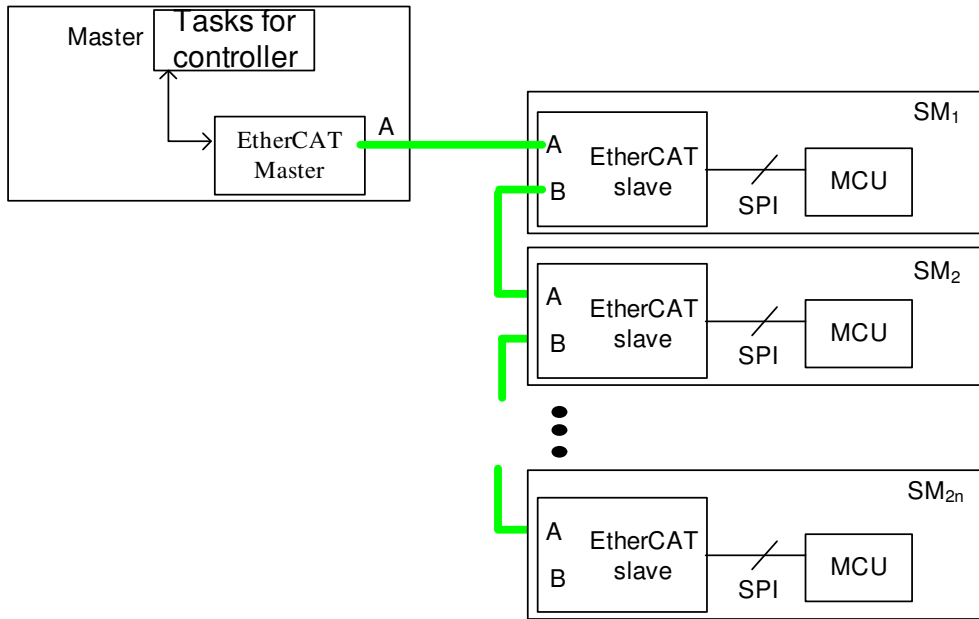 Master
Tasks for
controller
EtherCAT
Master
A
SM₁
A
B
EtherCAT
slave
SPI
MCU
SM₂
A
B
EtherCAT
slave
SPI
MCU
SM₂ₙ
A
B
EtherCAT
slave
SPI
MCU